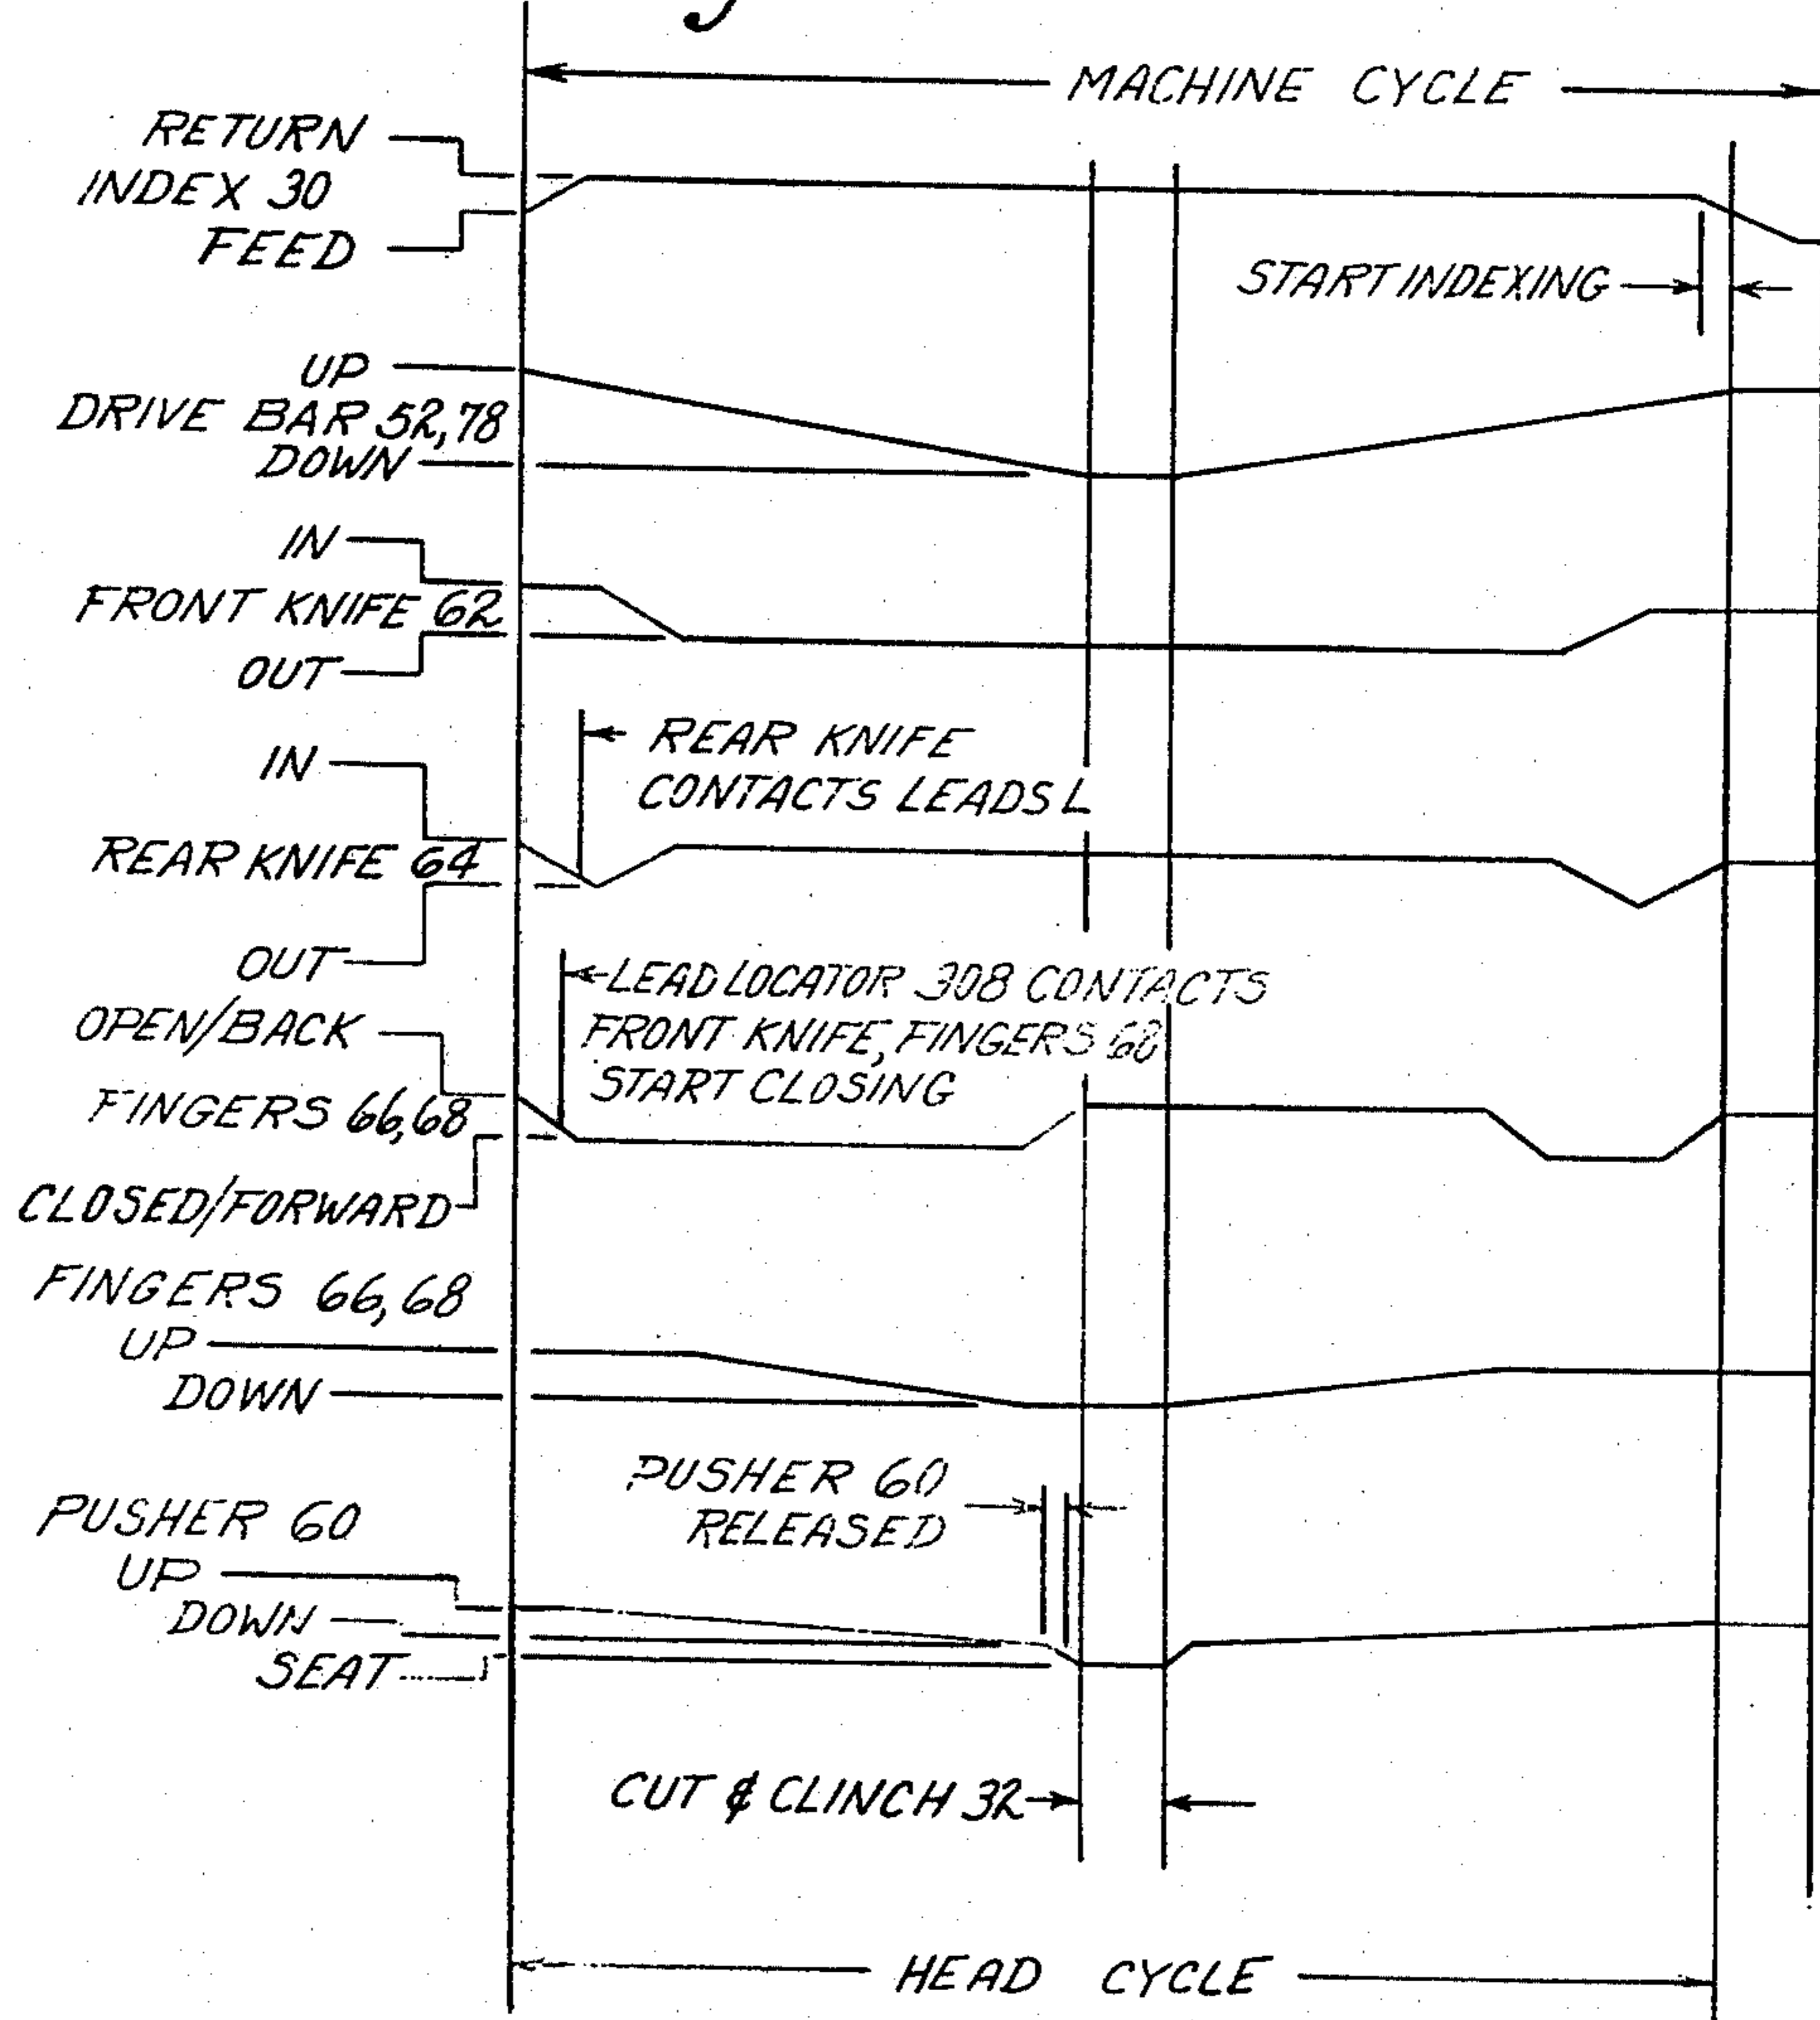 MACHINE CYCLE
RETURN
INDEX 30
FEED
START INDEXING
UP
DRIVE BAR 52,78
DOWN
IN
FRONT KNIFE 62
OUT
REAR KNIFE
CONTACTS LEADS L
IN
REAR KNIFE 64
OUT
LEAD LOCATOR 308 CONTACTS
FRONT KNIFE, FINGERS 68
START CLOSING
OPEN/BACK
FINGERS 66,68
CLOSED/FORWARD
FINGERS 66,68
UP
DOWN
PUSHER 60
RELEASED
PUSHER 60
UP
DOWN
SEAT
CUT & CLINCH 32
HEAD CYCLE